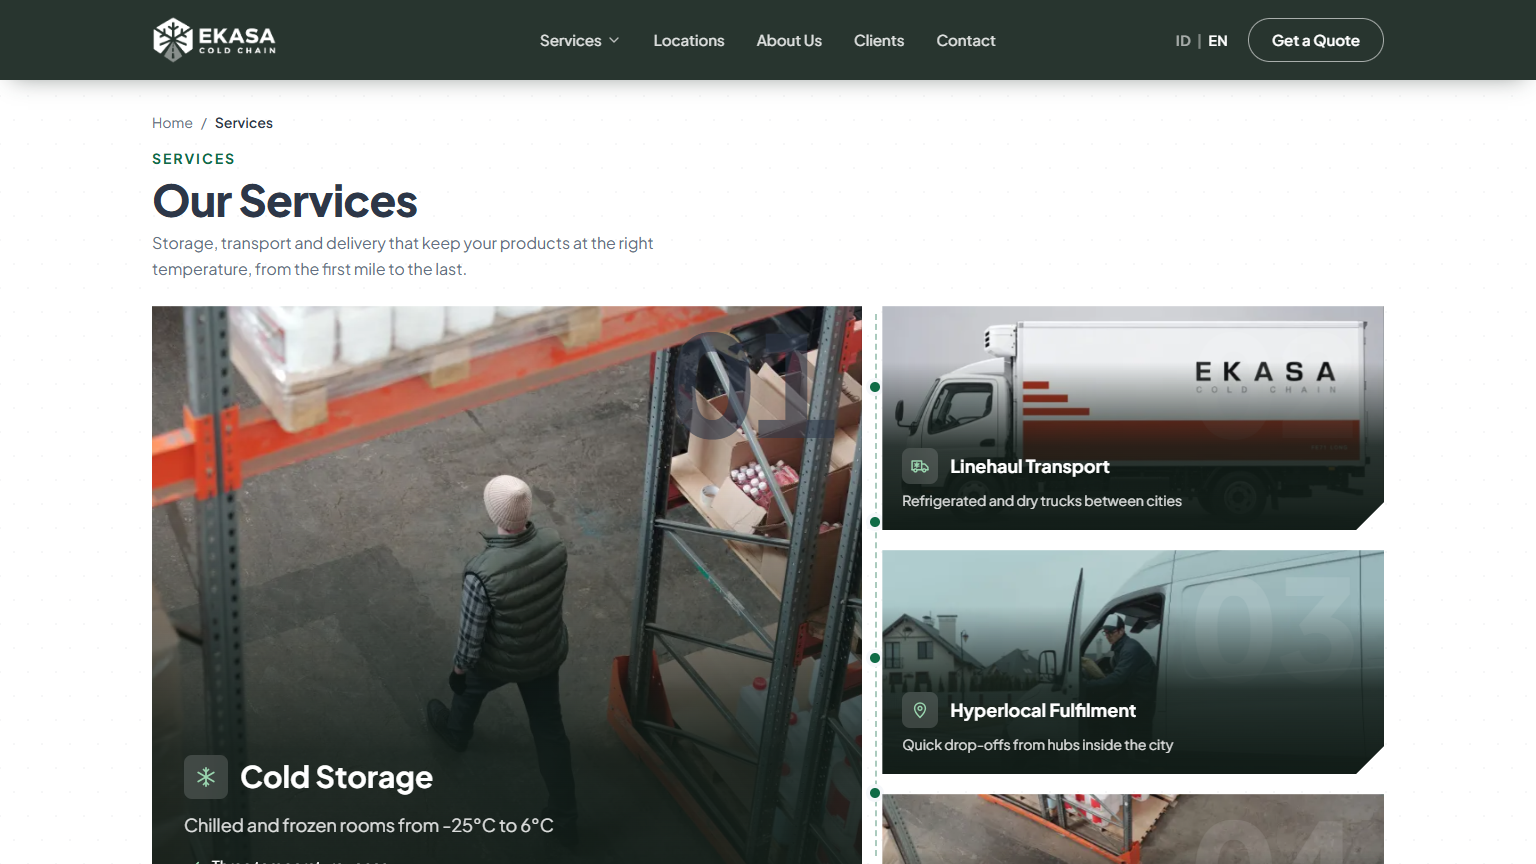 EKASA
COLD CHAIN
Services
Locations
About Us
Clients
Contact
ID | EN
Get a Quote
Home / Services
SERVICES
Our Services
Storage, transport and delivery that keep your products at the right
temperature, from the first mile to the last.
01
Cold Storage
Chilled and frozen rooms from -25°C to 6°C
EKASA
COLD CHAIN
Linehaul Transport
Refrigerated and dry trucks between cities
03
Hyperlocal Fulfilment
Quick drop-offs from hubs inside the city
04